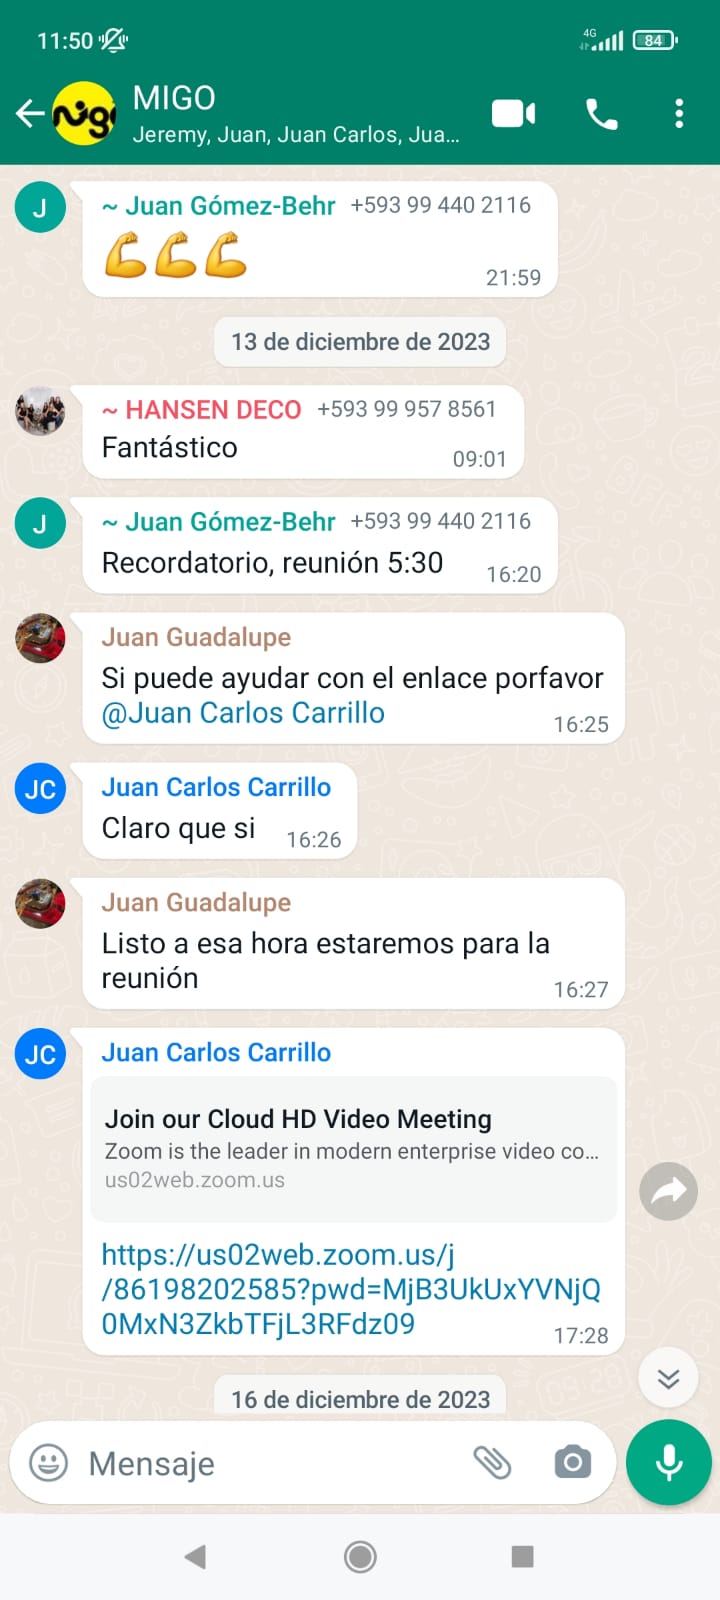 11:50
4G
84
MIGO
Jeremy, Juan, Juan Carlos, Jua...
J
~ Juan Gómez-Behr +593 99 440 2116
💪💪💪
21:59
13 de diciembre de 2023
~ HANSEN DECO +593 99 957 8561
Fantástico
09:01
J
~ Juan Gómez-Behr +593 99 440 2116
Recordatorio, reunión 5:30
16:20
Juan Guadalupe
Si puede ayudar con el enlace porfavor
@Juan Carlos Carrillo
16:25
JC
Juan Carlos Carrillo
Claro que si
16:26
Juan Guadalupe
Listo a esa hora estaremos para la
reunión
16:27
JC
Juan Carlos Carrillo
Join our Cloud HD Video Meeting
Zoom is the leader in modern enterprise video co...
us02web.zoom.us
https://us02web.zoom.us/j
/86198202585?pwd=MjB3UkUxYVNjQ
0MxN3ZkbTFjL3RFdz09
17:28
16 de diciembre de 2023
Mensaje